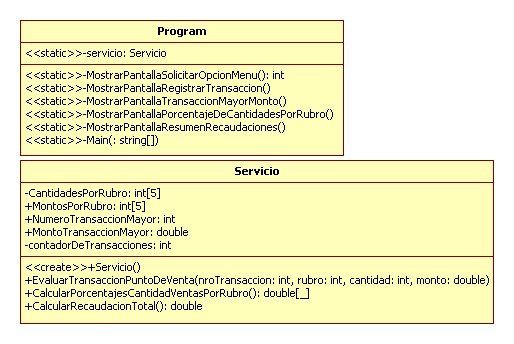 Program
<<static>>-servicio: Servicio
<<static>>-MostrarPantallaSolicitarOpcionMenu(): int
<<static>>-MostrarPantallaRegistrarTransaccion()
<<static>>-MostrarPantallaTransaccionMayorMonto()
<<static>>-MostrarPantallaPorcentajeDeCantidadesPorRubro()
<<static>>-MostrarPantallaResumenRecaudaciones()
<<static>>-Main(: string[])
Servicio
-CantidadesPorRubro: int[5]
+MontosPorRubro: int[5]
+NumeroTransaccionMayor: int
+MontoTransaccionMayor: double
-contadorDeTransacciones: int
<<create>>+Servicio()
+EvaluarTransaccionPuntoDeVenta(nroTransaccion: int, rubro: int, cantidad: int, monto: double)
+CalcularPorcentajesCantidadVentasPorRubro(): double[_]
+CalcularRecaudacionTotal(): double